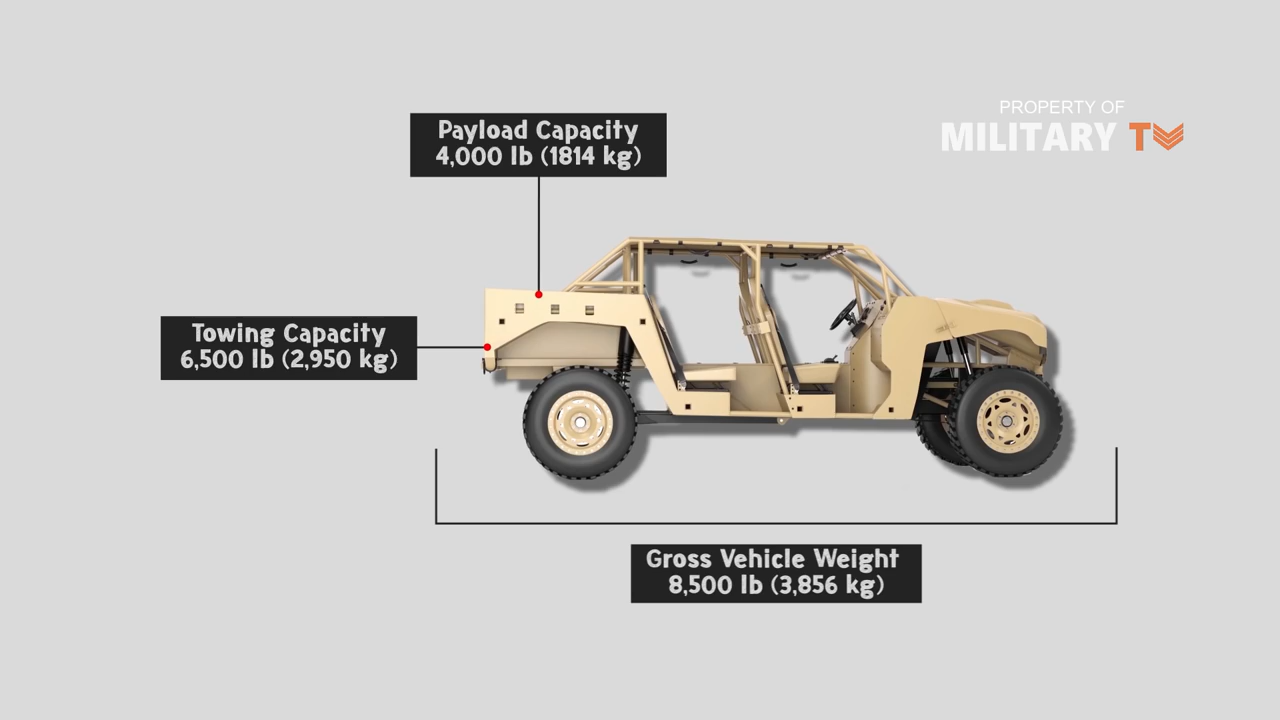 PROPERTY OF
MILITARY TV
Payload Capacity
4,000 lb (1814 kg)
Towing Capacity
6,500 lb (2,950 kg)
Gross Vehicle Weight
8,500 lb (3,856 kg)